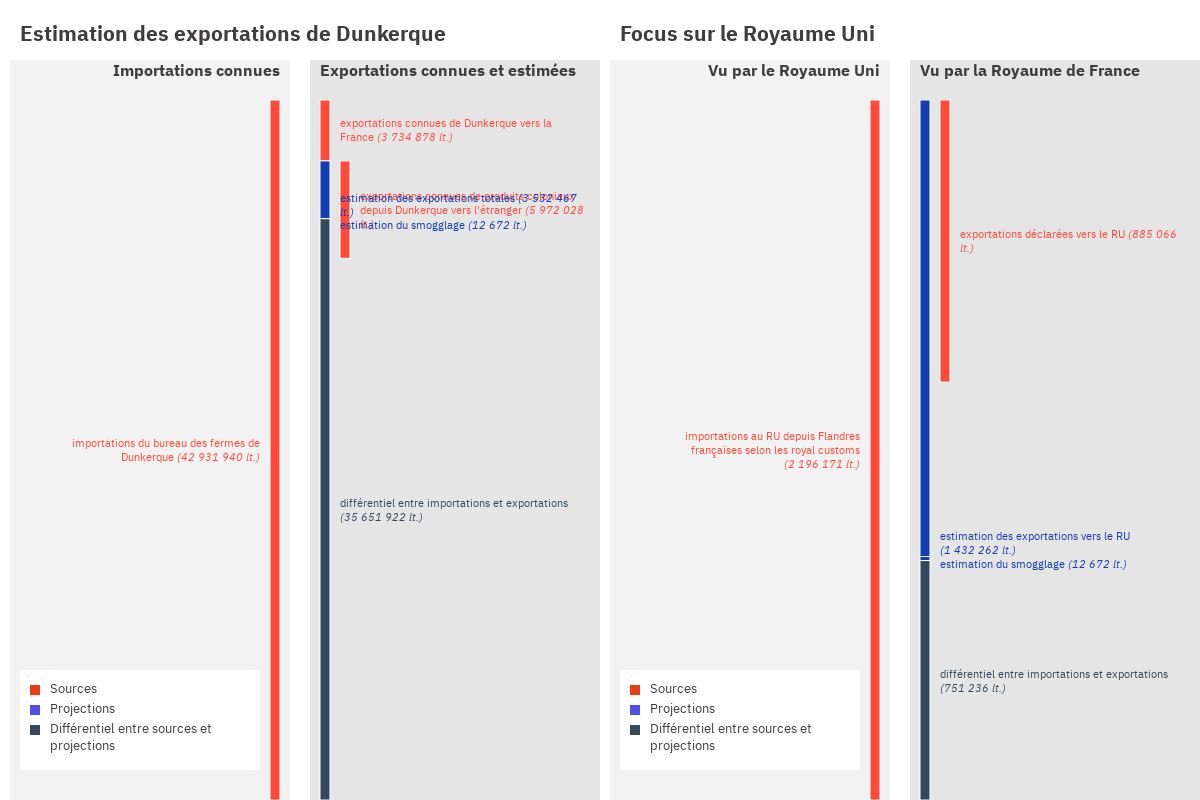 Estimation des exportations de Dunkerque
Importations connues
importations du bureau des fermes de
Dunkerque (42 931 940 lt.)
Sources
Projections
Différentiel entre sources et
projections
Exportations connues et estimées
exportations connues de Dunkerque vers la
France (3 734 878 lt.)
estimation des exportations totales (3 532 467
lt.)
depuis Dunkerque vers l'étranger (5 972 028
estimation du smogglage (12 672 lt.)
différentiel entre importations et exportations
(35 651 922 lt.)
Focus sur le Royaume Uni
Vu par le Royaume Uni
importations au RU depuis Flandres
françaises selon les royal customs
(2 196 171 lt.)
Sources
Projections
Différentiel entre sources et
projections
Vu par la Royaume de France
exportations déclarées vers le RU (885 066
lt.)
estimation des exportations vers le RU
(1 432 262 lt.)
estimation du smogglage (12 672 lt.)
différentiel entre importations et exportations
(751 236 lt.)